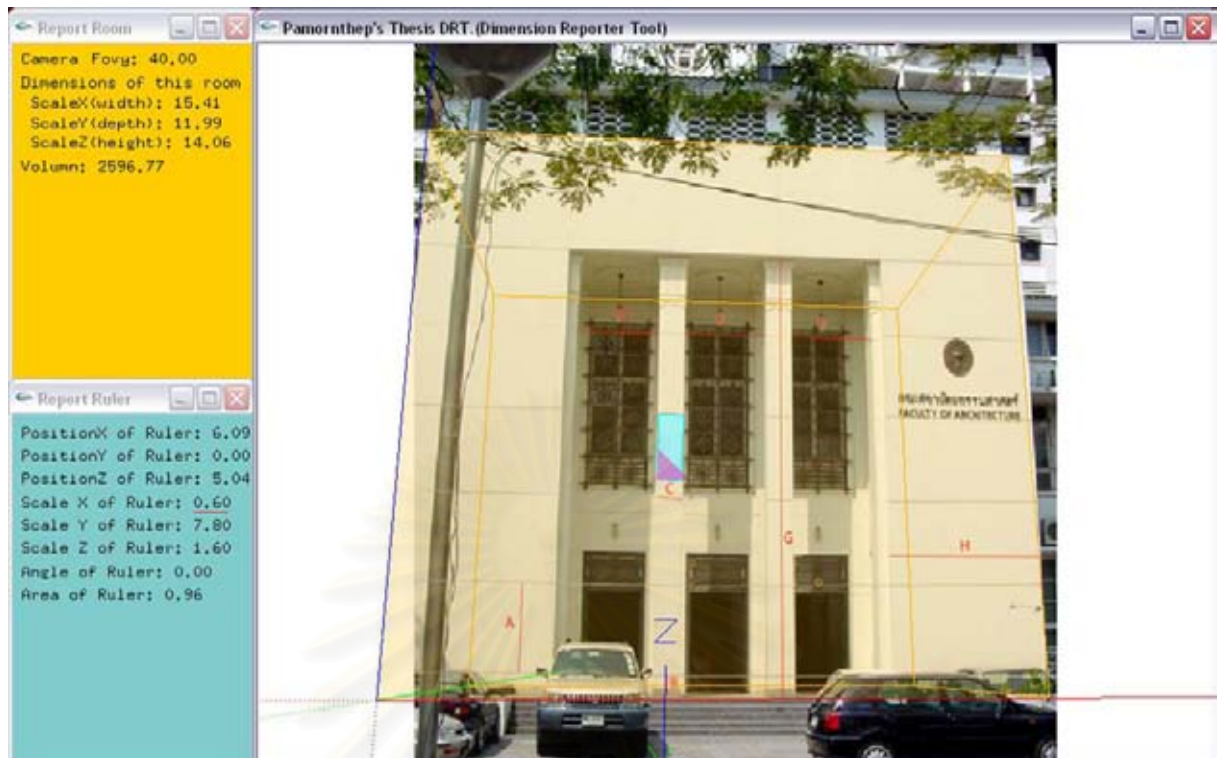 Report Room
Camera Fovy: 40.00
Dimensions of this room
ScaleX(width): 15.41
ScaleY(depth): 11.99
ScaleZ(height): 14.06
Volumn: 2596.77
Report Ruler
PositionX of Ruler: 6.09
PositionY of Ruler: 0.00
PositionZ of Ruler: 5.04
Scale X of Ruler: 0.60
Scale Y of Ruler: 7.80
Scale Z of Ruler: 1.60
Angle of Ruler: 0.00
Area of Ruler: 0.96
Pamornthep's Thesis DRT.(Dimension Reporter Tool)
FACULTY OF ARCHITECTURE
C
G
H
A
Z